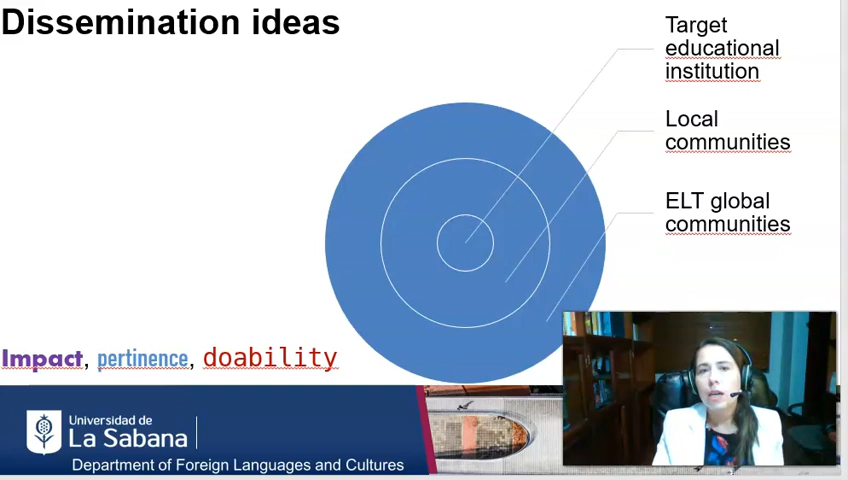 Dissemination ideas
Target
educational
institution
Local
communities
ELT global
communities
Impact, pertinence, doability
Universidad de
La Sabana
Department of Foreign Languages and Cultures